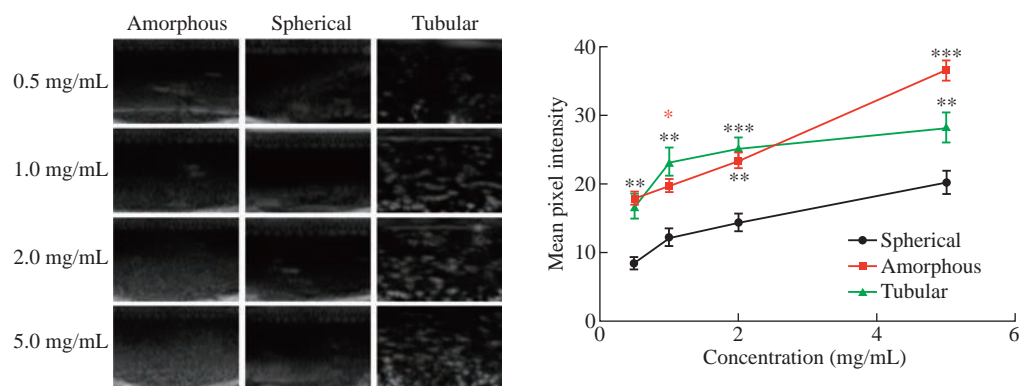 Amorphous Spherical Tubular
0.5 mg/mL
1.0 mg/mL
2.0 mg/mL
5.0 mg/mL
40
30
20
10
0
Mean pixel intensity
***
*
**
***
**
**
**
Spherical
Amorphous
Tubular
0 2 4 6
Concentration (mg/mL)